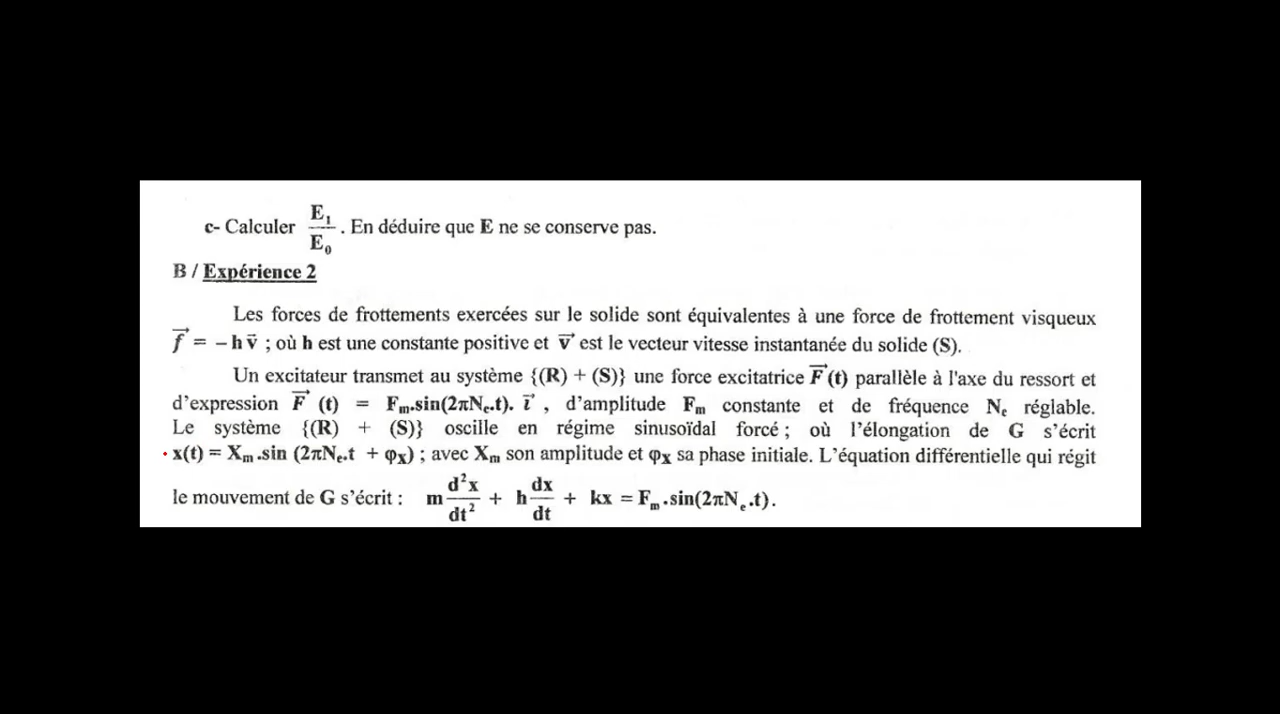 c- Calculer E₁/E₀ . En déduire que E ne se conserve pas.
B / Expérience 2
Les forces de frottements exercées sur le solide sont équivalentes à une force de frottement visqueux
f⃗ = – h v⃗ ; où h est une constante positive et v⃗ est le vecteur vitesse instantanée du solide (S).
Un excitateur transmet au système {(R) + (S)} une force excitatrice F⃗ (t) parallèle à l'axe du ressort et
d’expression F⃗ (t) = Fₘ.sin(2πNₑ.t). i⃗ , d’amplitude Fₘ constante et de fréquence Nₑ réglable.
Le système {(R) + (S)} oscille en régime sinusoïdal forcé ; où l’élongation de G s’écrit
x(t) = Xₘ.sin (2πNₑ.t + φₓ) ; avec Xₘ son amplitude et φₓ sa phase initiale. L’équation différentielle qui régit
le mouvement de G s’écrit : m d²x/dt² + h dx/dt + kx = Fₘ.sin(2πNₑ.t).